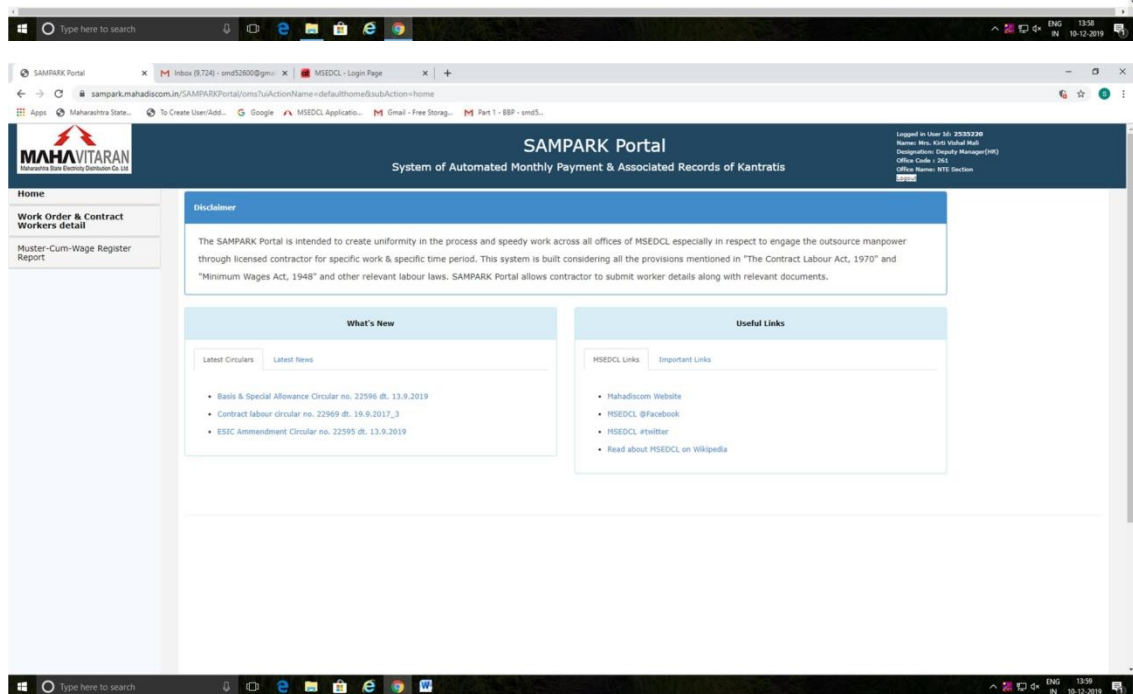 Type here to search
ENG 13:58
IN 10-12-2019
SAMPARK Portal
MSEDCL - Login Page
sampark.mahadiscom.in/SAMPARKPortal/oms?uiActionName=defaulthome&subAction=home
Apps Maharashtra State... To Create User/Add... Google MSEDCL Applicatio... Gmail - Free Storag... Part 1 - BBP - smd5...
MAHAVITARAN
Maharashtra State Electricity Distribution Co. Ltd.
SAMPARK Portal
System of Automated Monthly Payment & Associated Records of Kantratis
Logged in User Id: 2535220
Name: Mrs. Kirti Vishal Mali
Designation: Deputy Manager(HR)
Office Code : 261
Office Name: NTE Section
Logout
Home
Work Order & Contract
Workers detail
Muster-Cum-Wage Register
Report
Disclaimer
The SAMPARK Portal is intended to create uniformity in the process and speedy work across all offices of MSEDCL especially in respect to engage the outsource manpower
through licensed contractor for specific work & specific time period. This system is built considering all the provisions mentioned in "The Contract Labour Act, 1970" and
"Minimum Wages Act, 1948" and other relevant labour laws. SAMPARK Portal allows contractor to submit worker details along with relevant documents.
What's New
Latest Circulars Latest News
• Basis & Special Allowance Circular no. 22596 dt. 13.9.2019
• Contract labour circular no. 22969 dt. 19.9.2017_3
• ESIC Ammendment Circular no. 22595 dt. 13.9.2019
Useful Links
MSEDCL Links Important Links
• Mahadiscom Website
• MSEDCL @Facebook
• MSEDCL #twitter
• Read about MSEDCL on Wikipedia
Type here to search
ENG 13:59
IN 10-12-2019